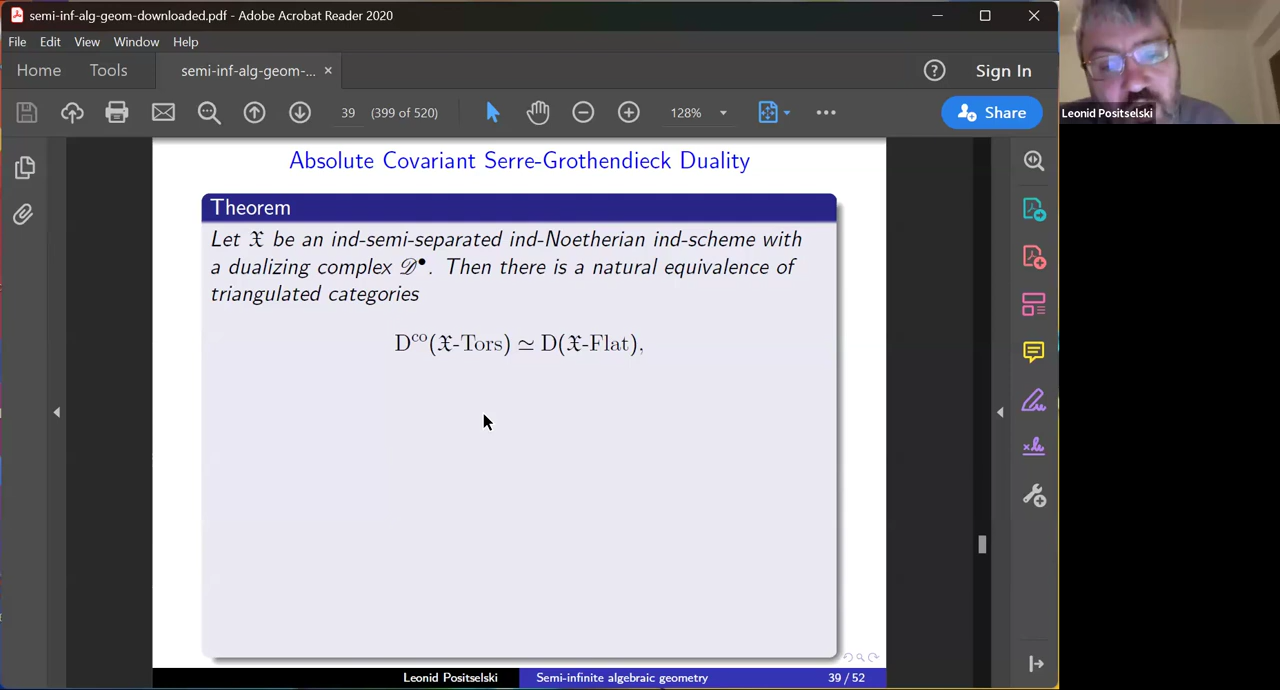 semi-inf-alg-geom-downloaded.pdf - Adobe Acrobat Reader 2020
File Edit View Window Help
Home Tools semi-inf-alg-geom-... × Sign In
39 (399 of 520) 128% Share
Leonid Positselski
Absolute Covariant Serre-Grothendieck Duality
Theorem
Let 𝔛 be an ind-semi-separated ind-Noetherian ind-scheme with
a dualizing complex 𝒟•. Then there is a natural equivalence of
triangulated categories
Dᶜᵒ(𝔛-Tors) ≃ D(𝔛-Flat),
Leonid Positselski Semi-infinite algebraic geometry 39 / 52